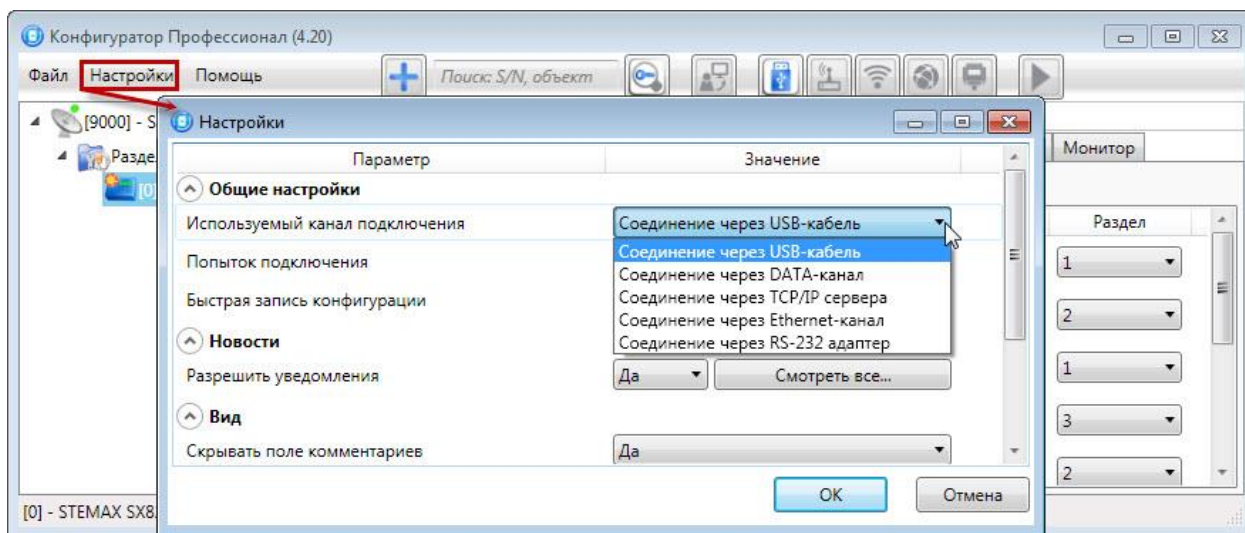 Конфигуратор Профессионал (4.20)
Файл Настройки Помощь Поиск: S/N, объект
[9000] - S
Настройки
Разде
[0]
Монитор
Параметр Значение
Общие настройки
Используемый канал подключения Соединение через USB-кабель
Раздел
Соединение через USB-кабель
Попыток подключения
Соединение через DATA-канал
1
Соединение через TCP/IP сервера
Быстрая запись конфигурации
Соединение через Ethernet-канал
2
Новости
Соединение через RS-232 адаптер
Разрешить уведомления Да Смотреть все...
1
Вид
3
Скрывать поле комментариев Да
2
OK Отмена
[0] - STEMAX SX8